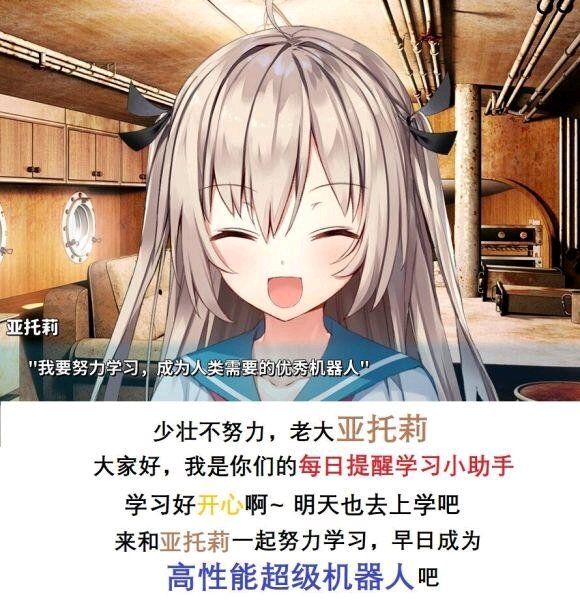 亚托莉
"我要努力学习，成为人类需要的优秀机器人"
少壮不努力，老大亚托莉
大家好，我是你们的每日提醒学习小助手
学习好开心啊~ 明天也去上学吧
来和亚托莉一起努力学习，早日成为
高性能超级机器人吧